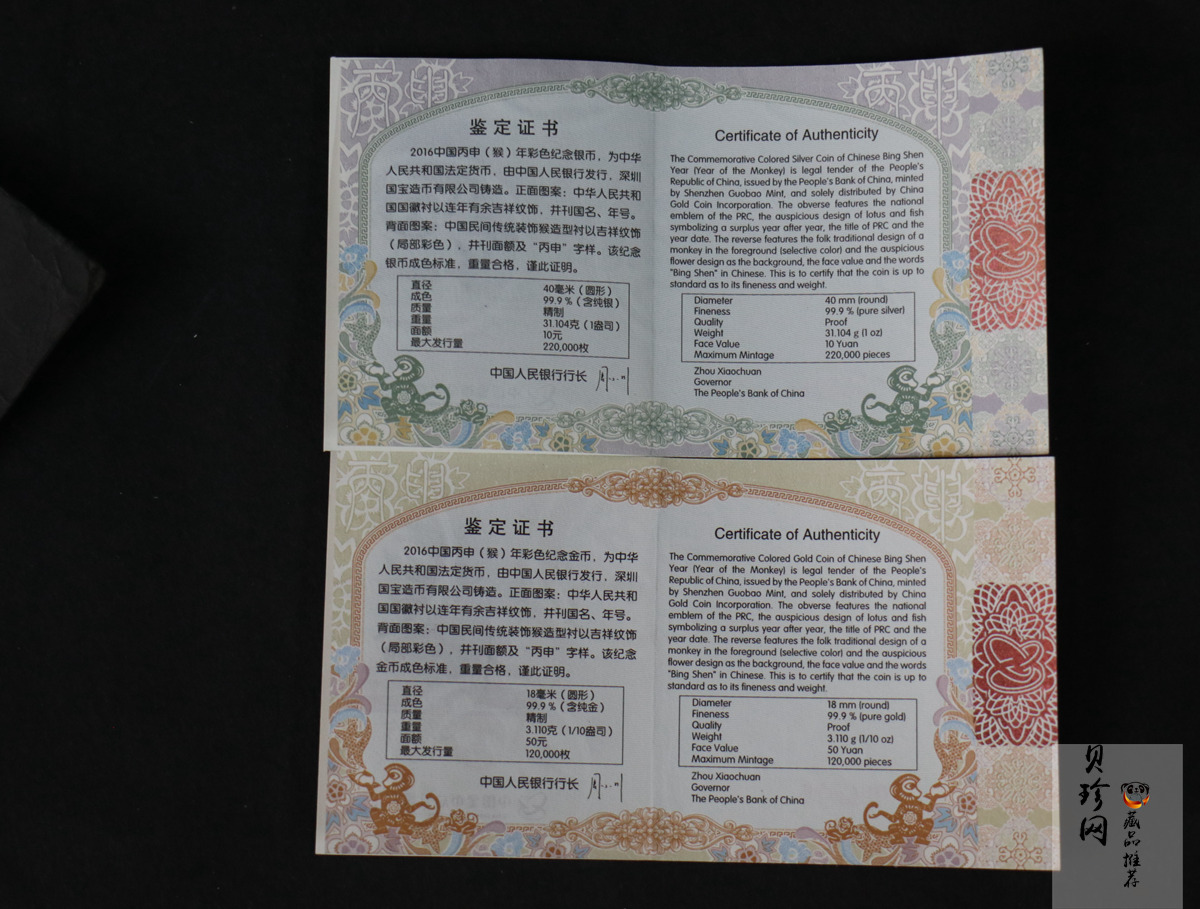 鉴定证书
2016中国丙申（猴）年彩色纪念银币，为中华
人民共和国法定货币，由中国人民银行发行，深圳
国宝造币有限公司铸造。正面图案：中华人民共和
国国徽衬以连年有余吉祥纹饰，并刊国名、年号。
背面图案：中国民间传统装饰猴造型衬以吉祥纹饰
（局部彩色），并刊面额及“丙申”字样。该纪念
银币成色标准，重量合格，谨此证明。
直径 40毫米（圆形）
成色 99.9％（含纯银）
质量 精制
重量 31.104克（1盎司）
面额 10元
最大发行量 220,000枚
中国人民银行行长
Certificate of Authenticity
The Commemorative Colored Silver Coin of Chinese Bing Shen
Year (Year of the Monkey) is legal tender of the People's
Republic of China, issued by the People's Bank of China, minted
by Shenzhen Guobao Mint, and solely distributed by China
Gold Coin Incorporation. The obverse features the national
emblem of the PRC, the auspicious design of lotus and fish
symbolizing a surplus year after year, the title of PRC and the
year date. The reverse features the folk traditional design of a
monkey in the foreground (selective color) and the auspicious
flower design as the background, the face value and the words
"Bing Shen" in Chinese. This is to certify that the coin is up to
standard as to its fineness and weight.
Diameter 40 mm (round)
Fineness 99.9 % (pure silver)
Quality Proof
Weight 31.104 g (1 oz)
Face Value 10 Yuan
Maximum Mintage 220,000 pieces
Zhou Xiaochuan
Governor
The People's Bank of China
鉴定证书
2016中国丙申（猴）年彩色纪念金币，为中华
人民共和国法定货币，由中国人民银行发行，深圳
国宝造币有限公司铸造。正面图案：中华人民共和
国国徽衬以连年有余吉祥纹饰，并刊国名、年号。
背面图案：中国民间传统装饰猴造型衬以吉祥纹饰
（局部彩色），并刊面额及“丙申”字样。该纪念
金币成色标准，重量合格，谨此证明。
直径 18毫米（圆形）
成色 99.9％（含纯金）
质量 精制
重量 3.110克（1/10盎司）
面额 50元
最大发行量 120,000枚
中国人民银行行长
Certificate of Authenticity
The Commemorative Colored Gold Coin of Chinese Bing Shen
Year (Year of the Monkey) is legal tender of the People's
Republic of China, issued by the People's Bank of China, minted
by Shenzhen Guobao Mint, and solely distributed by China
Gold Coin Incorporation. The obverse features the national
emblem of the PRC, the auspicious design of lotus and fish
symbolizing a surplus year after year, the title of PRC and the
year date. The reverse features the folk traditional design of a
monkey in the foreground (selective color) and the auspicious
flower design as the background, the face value and the words
"Bing Shen" in Chinese. This is to certify that the coin is up to
standard as to its fineness and weight.
Diameter 18 mm (round)
Fineness 99.9 % (pure gold)
Quality Proof
Weight 3.110 g (1/10 oz)
Face Value 50 Yuan
Maximum Mintage 120,000 pieces
Zhou Xiaochuan
Governor
The People's Bank of China
贝珍网
藏品推荐